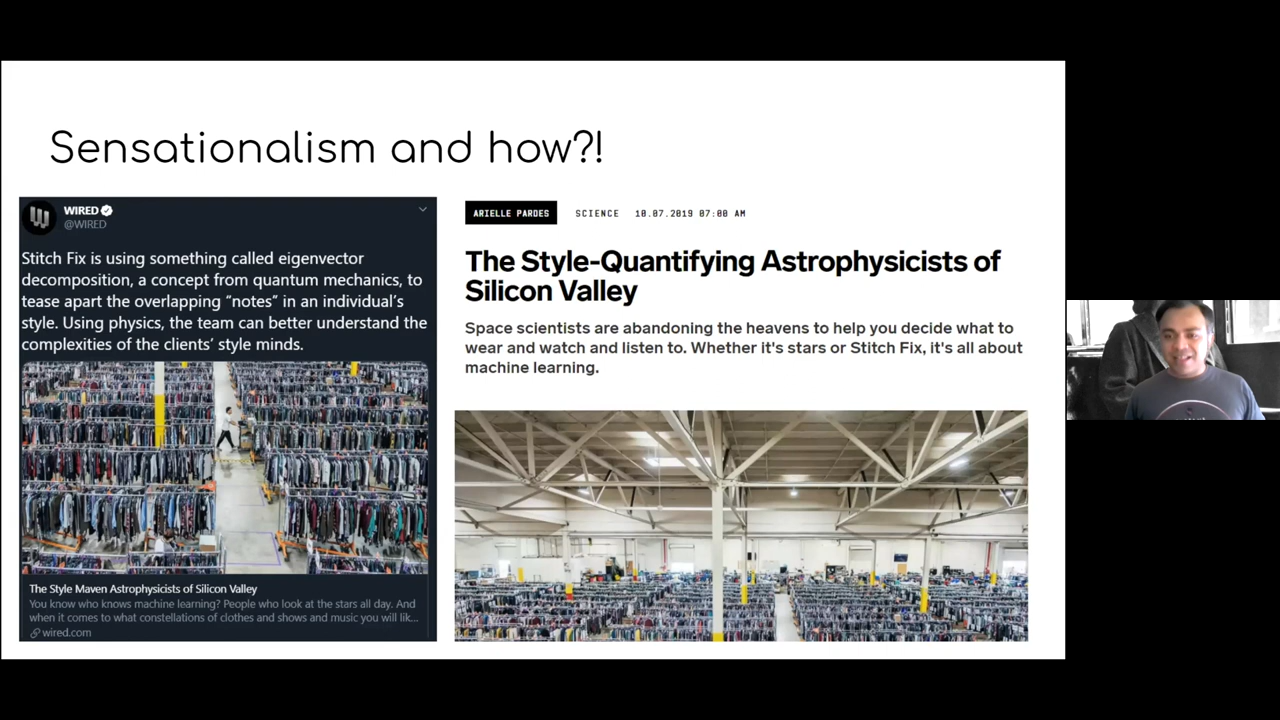 Sensationalism and how?!
WIRED
@WIRED
Stitch Fix is using something called eigenvector
decomposition, a concept from quantum mechanics, to
tease apart the overlapping “notes” in an individual’s
style. Using physics, the team can better understand the
complexities of the clients’ style minds.
The Style Maven Astrophysicists of Silicon Valley
You know who knows machine learning? People who look at the stars all day. And
when it comes to what constellations of clothes and shows and music you will lik...
wired.com
ARIELLE PARDES SCIENCE 10.07.2019 07:00 AM
The Style-Quantifying Astrophysicists of
Silicon Valley
Space scientists are abandoning the heavens to help you decide what to
wear and watch and listen to. Whether it's stars or Stitch Fix, it's all about
machine learning.